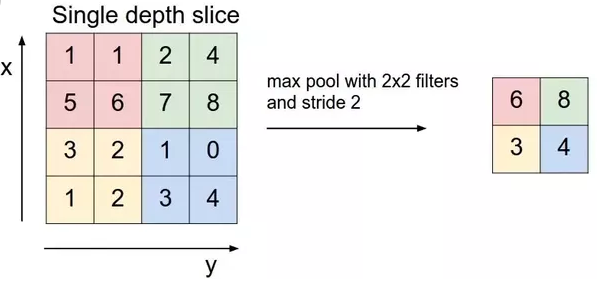 Single depth slice
x
1 1 2 4
5 6 7 8
3 2 1 0
1 2 3 4
y
max pool with 2x2 filters
and stride 2
6 8
3 4